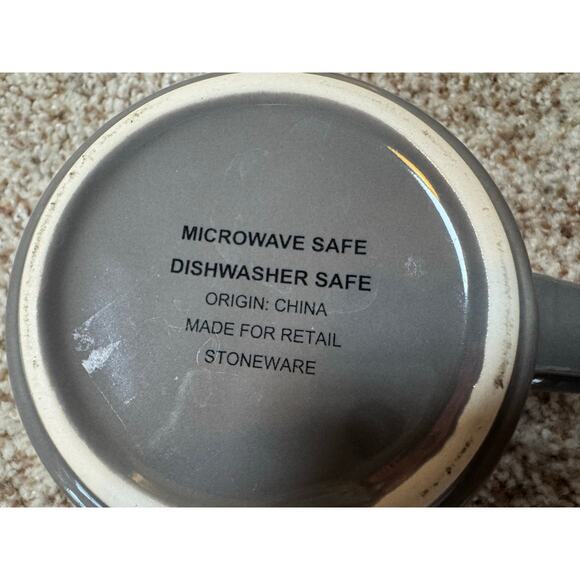 MICROWAVE SAFE
DISHWASHER SAFE
ORIGIN: CHINA
MADE FOR RETAIL
STONEWARE